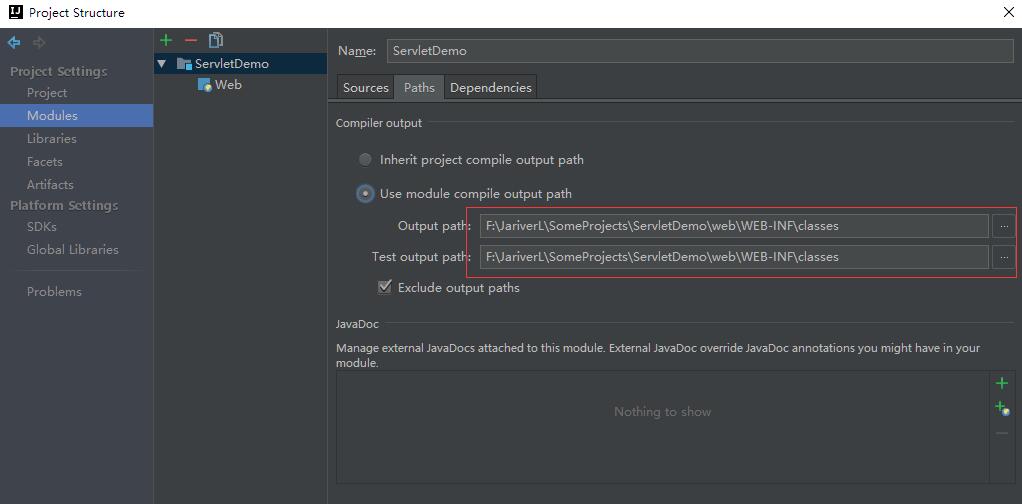 IJ Project Structure
Project Settings
Project
Modules
Libraries
Facets
Artifacts
Platform Settings
SDKs
Global Libraries
Problems
ServletDemo
Web
Name: ServletDemo
Sources Paths Dependencies
Compiler output
Inherit project compile output path
Use module compile output path
Output path: F:\JariverL\SomeProjects\ServletDemo\web\WEB-INF\classes ...
Test output path: F:\JariverL\SomeProjects\ServletDemo\web\WEB-INF\classes ...
Exclude output paths
JavaDoc
Manage external JavaDocs attached to this module. External JavaDoc override JavaDoc annotations you might have in your
module.
Nothing to show